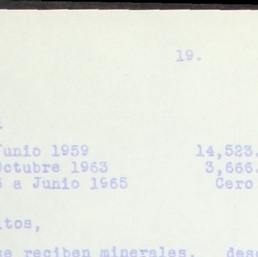 19.
Junio 1959 14,523.
Octubre 1963 3,666.
a Junio 1965 Cero
tos,
reciben minerales, des